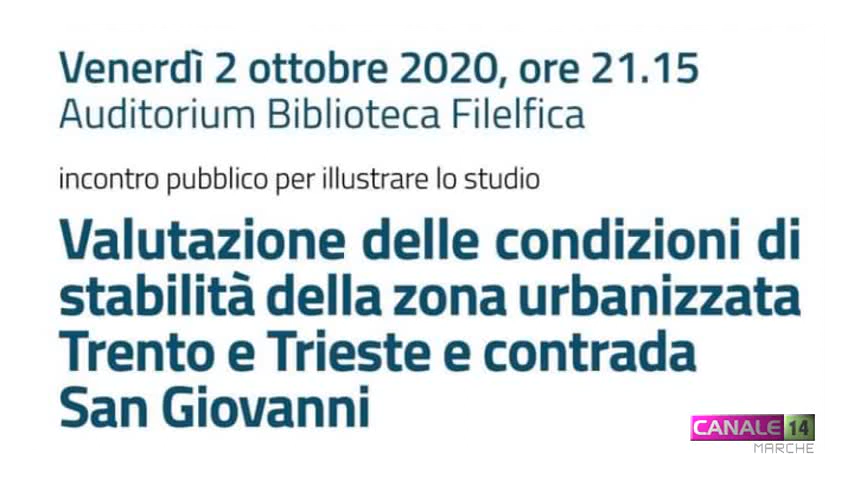 Venerdì 2 ottobre 2020, ore 21.15
Auditorium Biblioteca Filelfica
incontro pubblico per illustrare lo studio
Valutazione delle condizioni di
stabilità della zona urbanizzata
Trento e Trieste e contrada
San Giovanni
CANALE 14
MARCHE